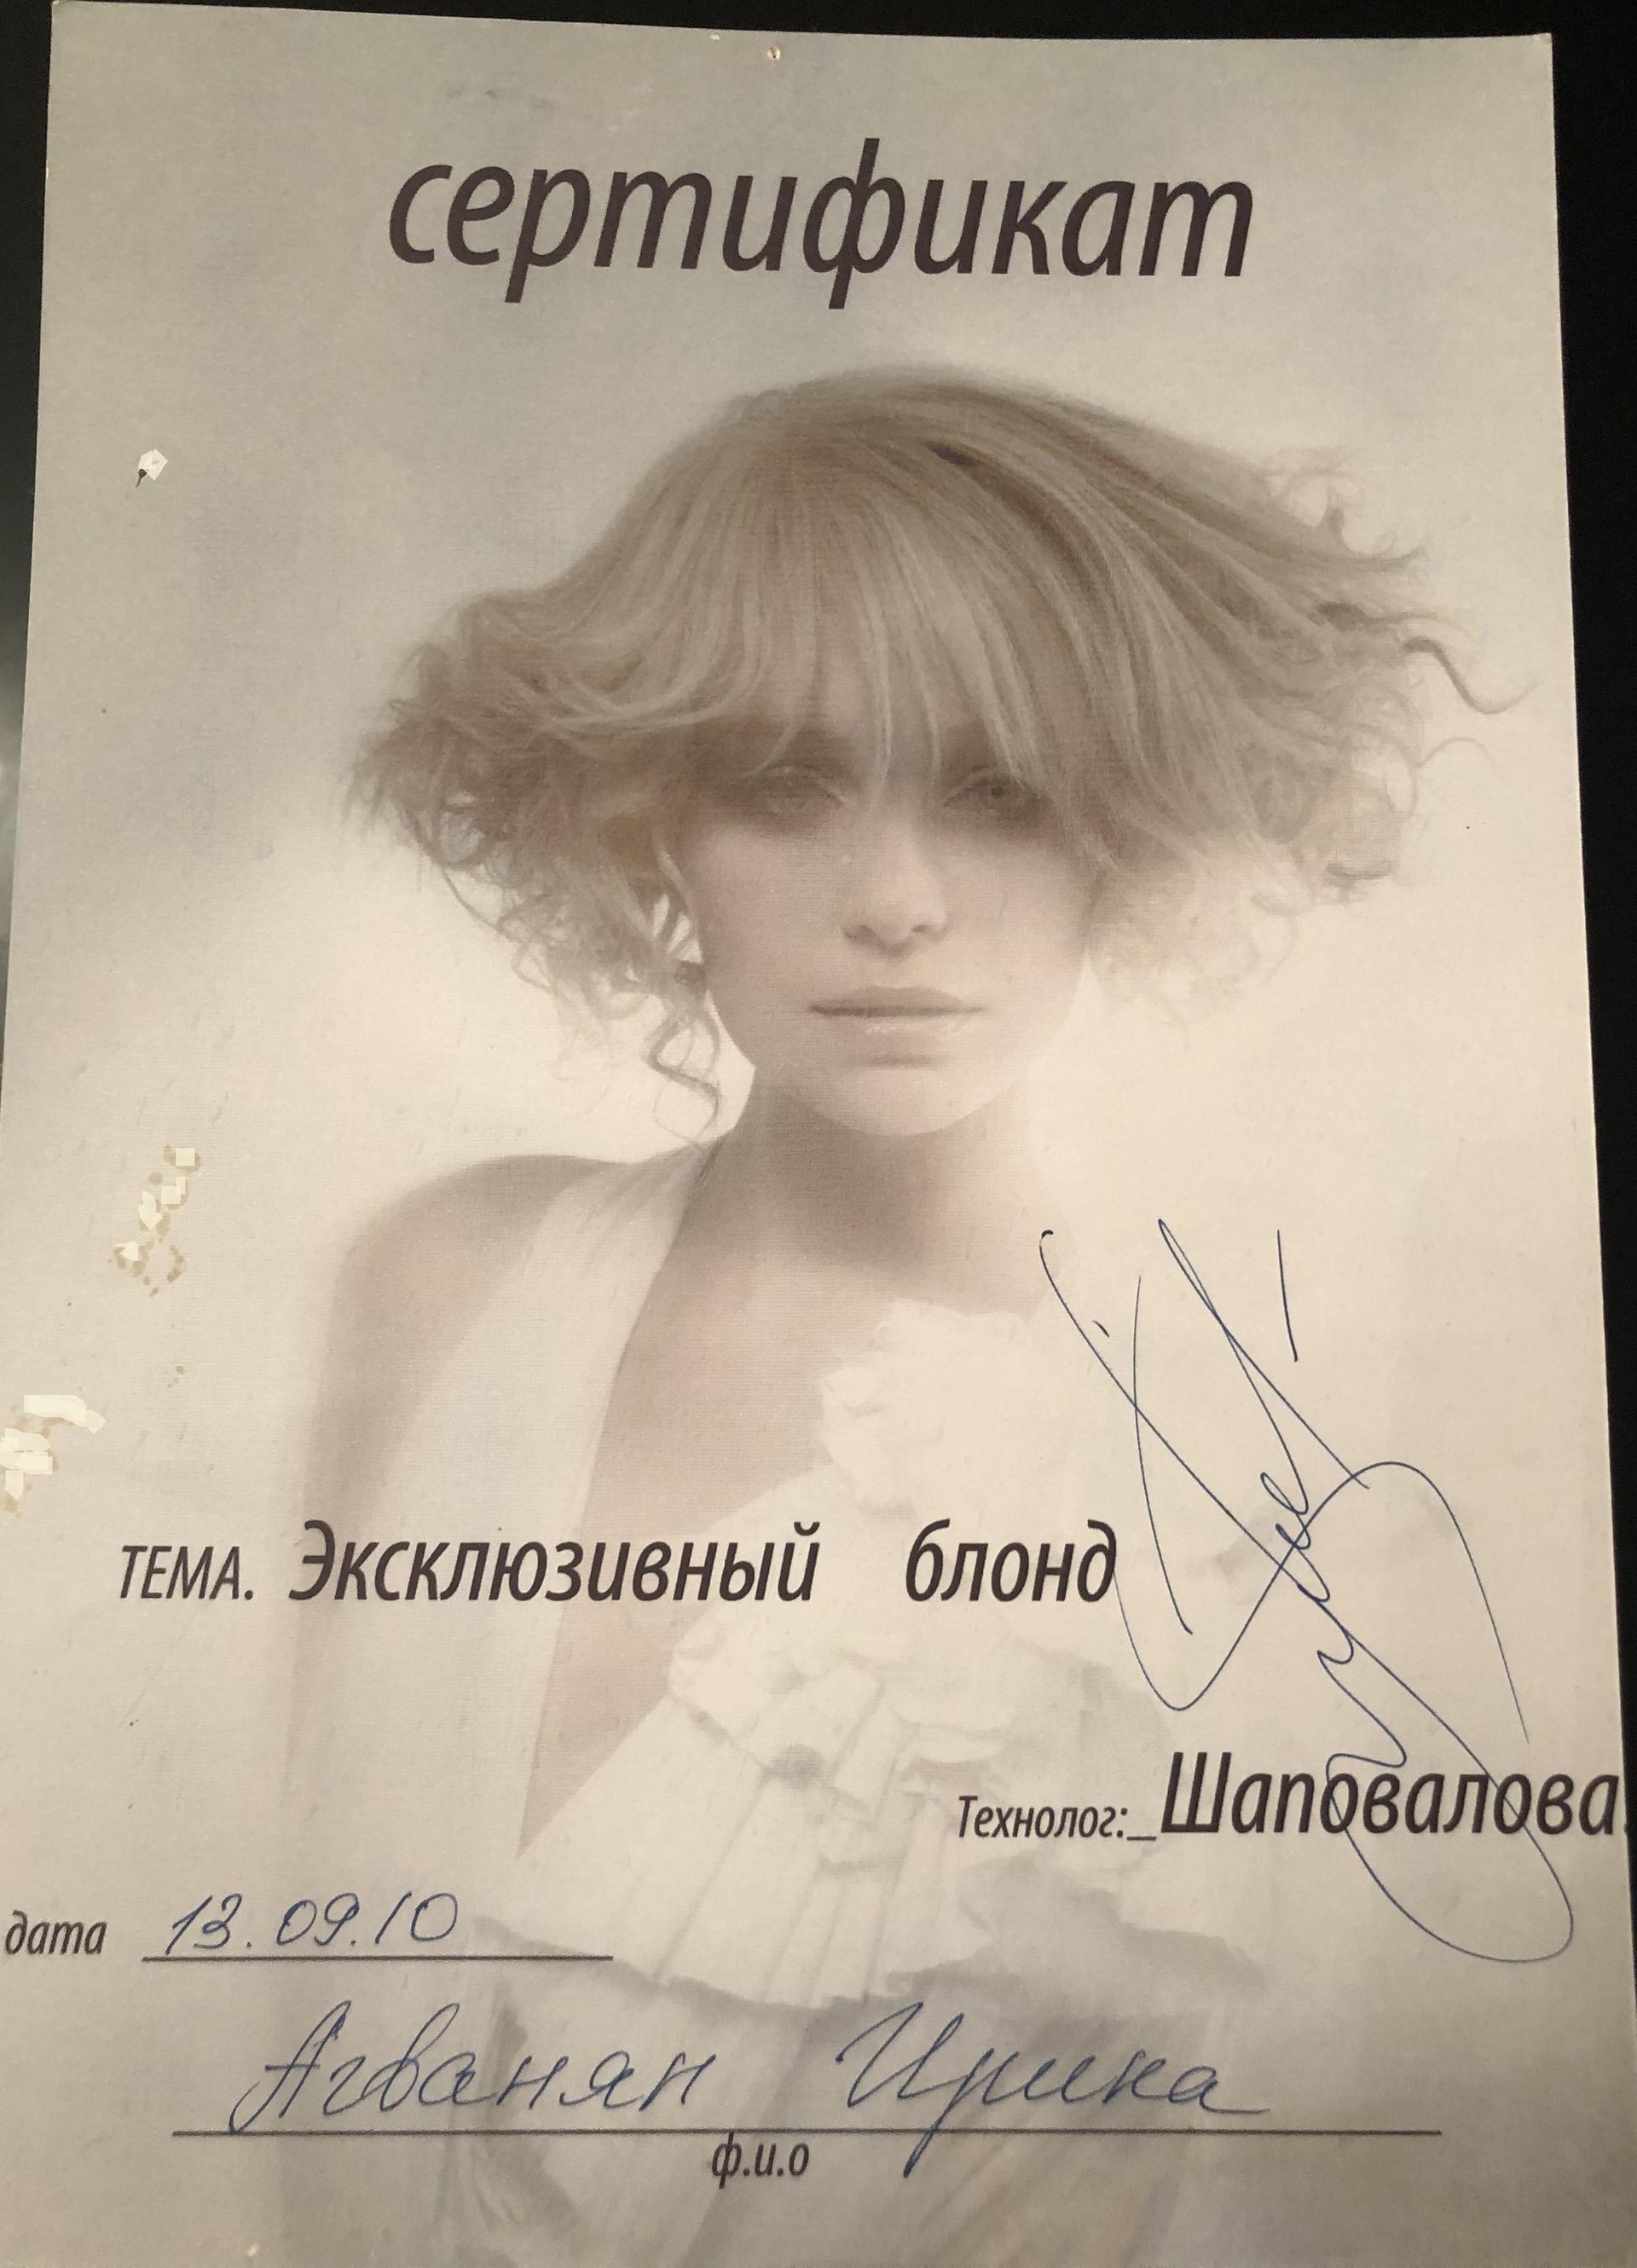 сертификат
ТЕМА. Эксклюзивный блонд
Технолог:_Шаповалова
дата 13.09.10
Агванян Ирина
ф.и.о